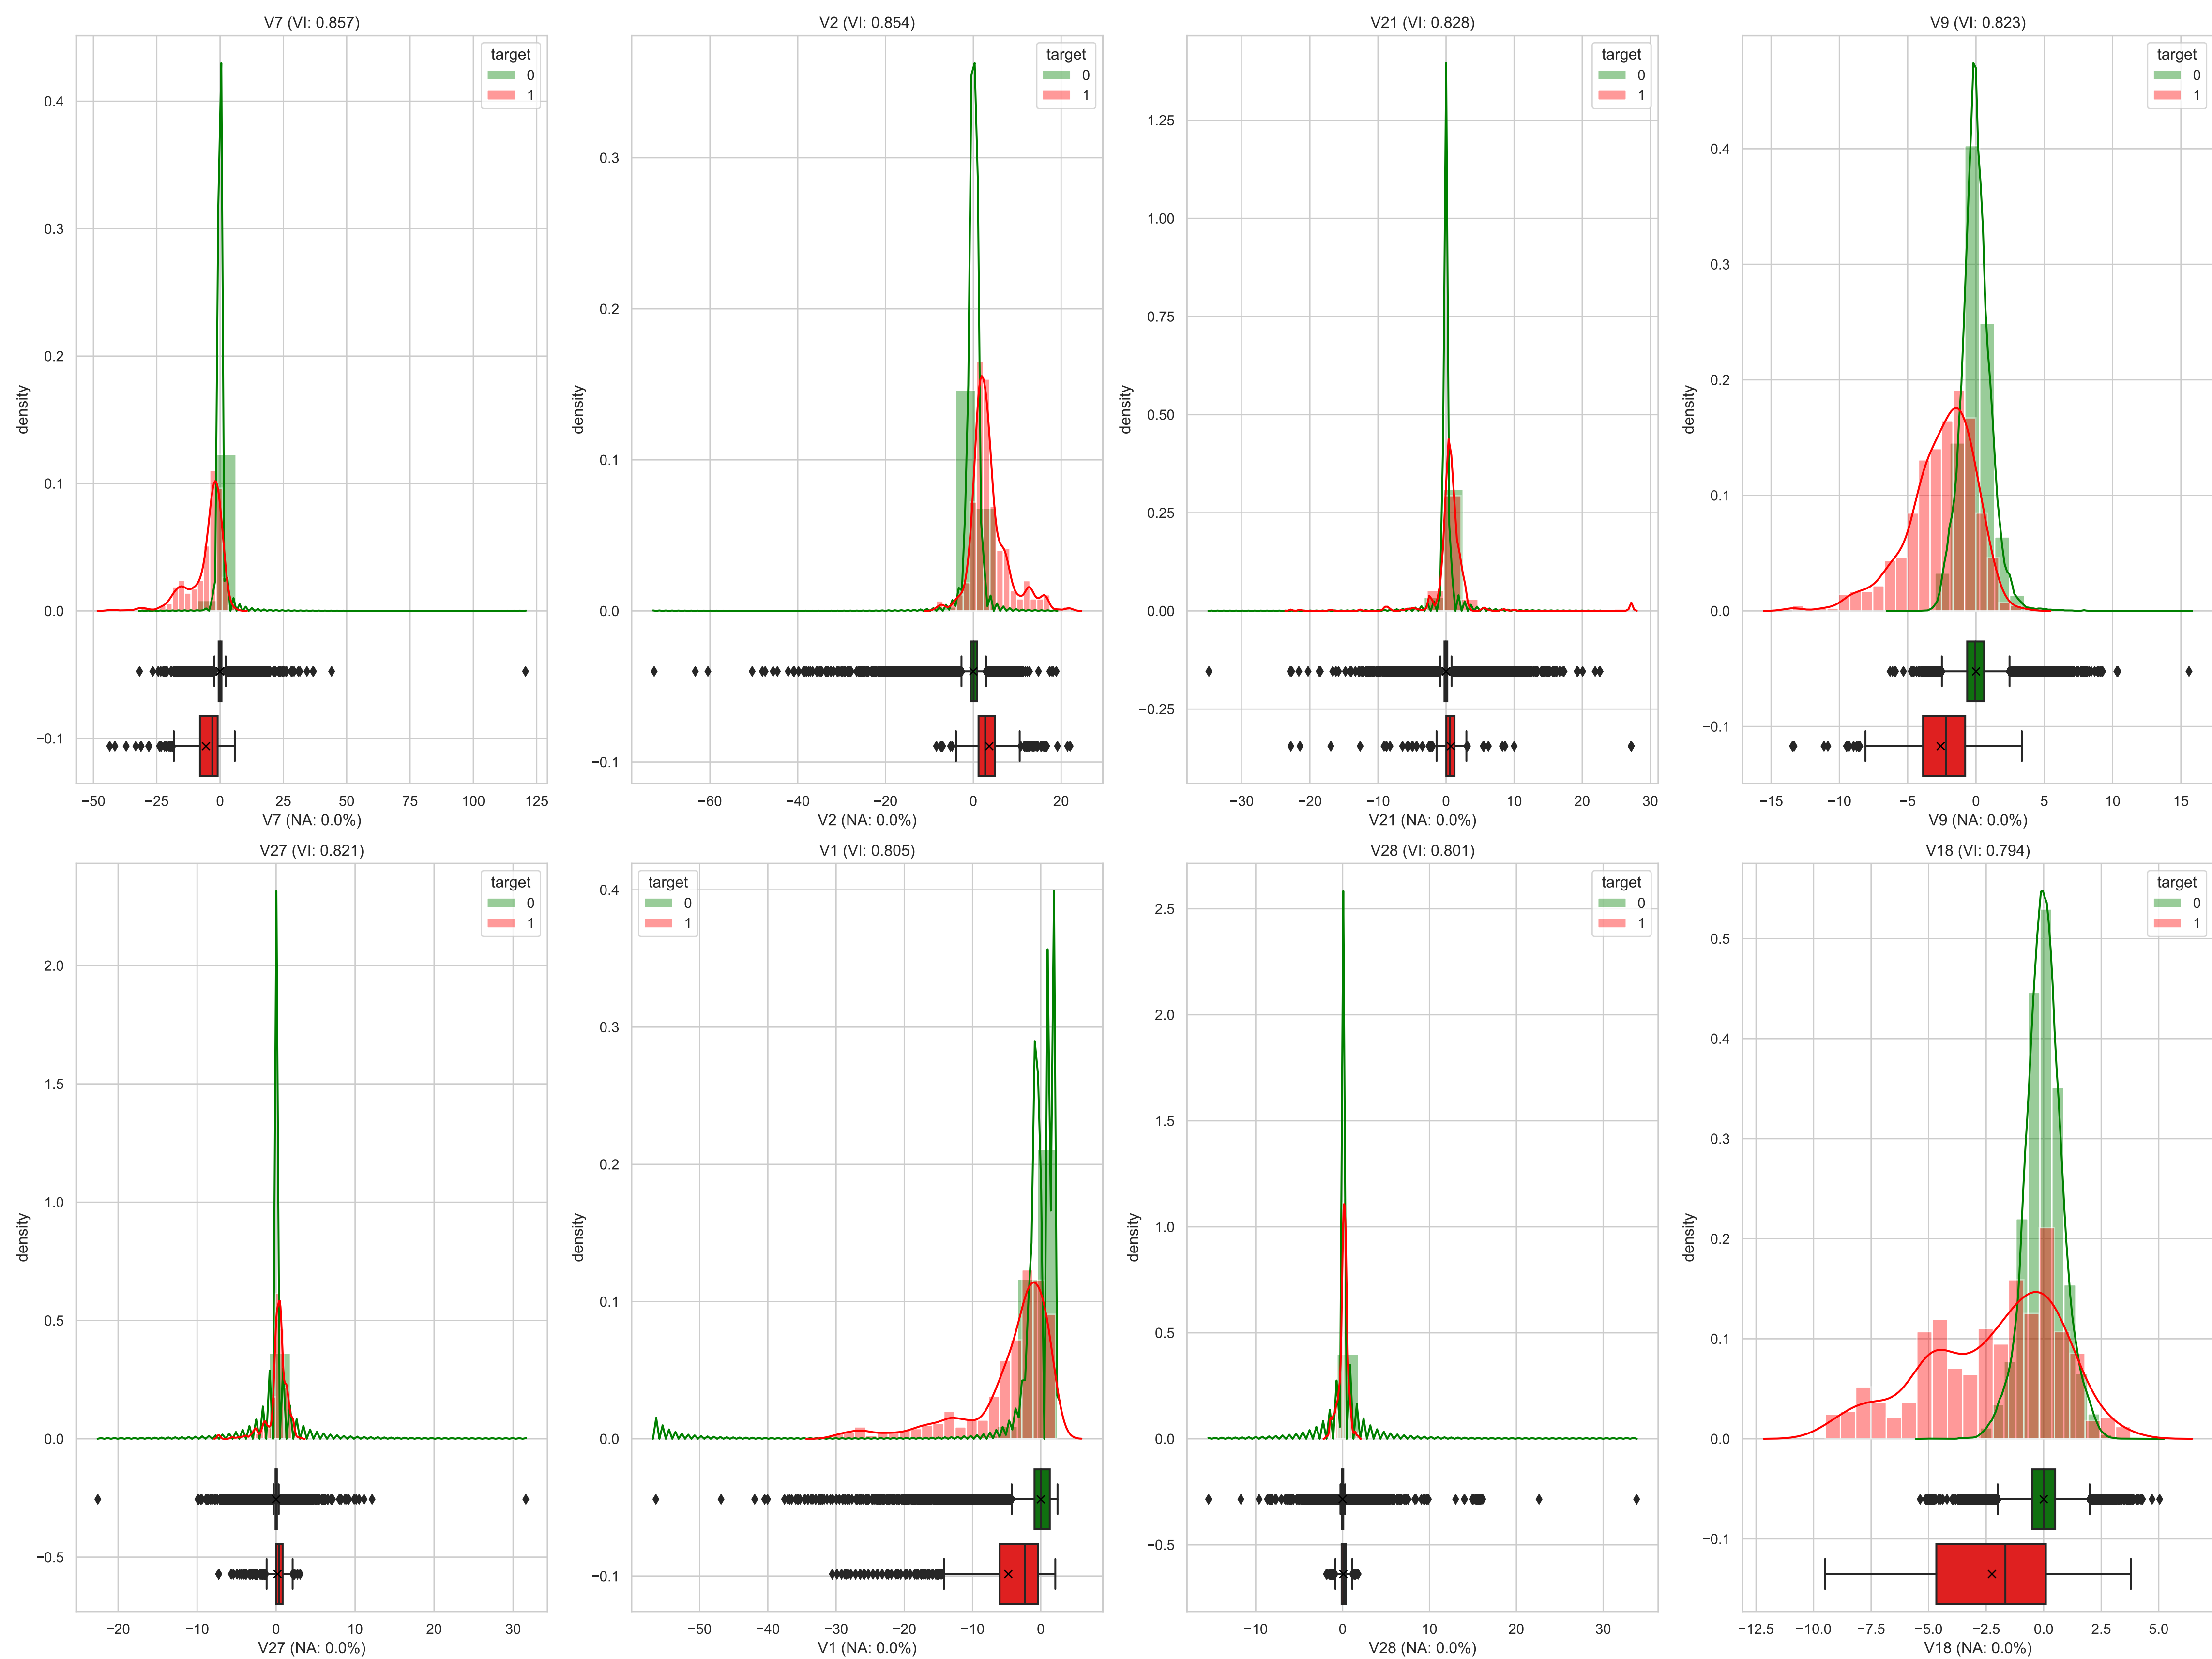 V7 (VI: 0.857)
target
0
1
0.4
0.3
0.2
0.1
0.0
−0.1
density
−50 −25 0 25 50 75 100 125
V7 (NA: 0.0%)
V2 (VI: 0.854)
target
0
1
0.3
0.2
0.1
0.0
−0.1
density
−60 −40 −20 0 20
V2 (NA: 0.0%)
V21 (VI: 0.828)
target
0
1
1.25
1.00
0.75
0.50
0.25
0.00
−0.25
density
−30 −20 −10 0 10 20 30
V21 (NA: 0.0%)
V9 (VI: 0.823)
target
0
1
0.4
0.3
0.2
0.1
0.0
−0.1
density
−15 −10 −5 0 5 10 15
V9 (NA: 0.0%)
V27 (VI: 0.821)
target
0
1
2.0
1.5
1.0
0.5
0.0
−0.5
density
−20 −10 0 10 20 30
V27 (NA: 0.0%)
V1 (VI: 0.805)
target
0
1
0.4
0.3
0.2
0.1
0.0
−0.1
density
−50 −40 −30 −20 −10 0
V1 (NA: 0.0%)
V28 (VI: 0.801)
target
0
1
2.5
2.0
1.5
1.0
0.5
0.0
−0.5
density
−10 0 10 20 30
V28 (NA: 0.0%)
V18 (VI: 0.794)
target
0
1
0.5
0.4
0.3
0.2
0.1
0.0
−0.1
density
−12.5 −10.0 −7.5 −5.0 −2.5 0.0 2.5 5.0
V18 (NA: 0.0%)